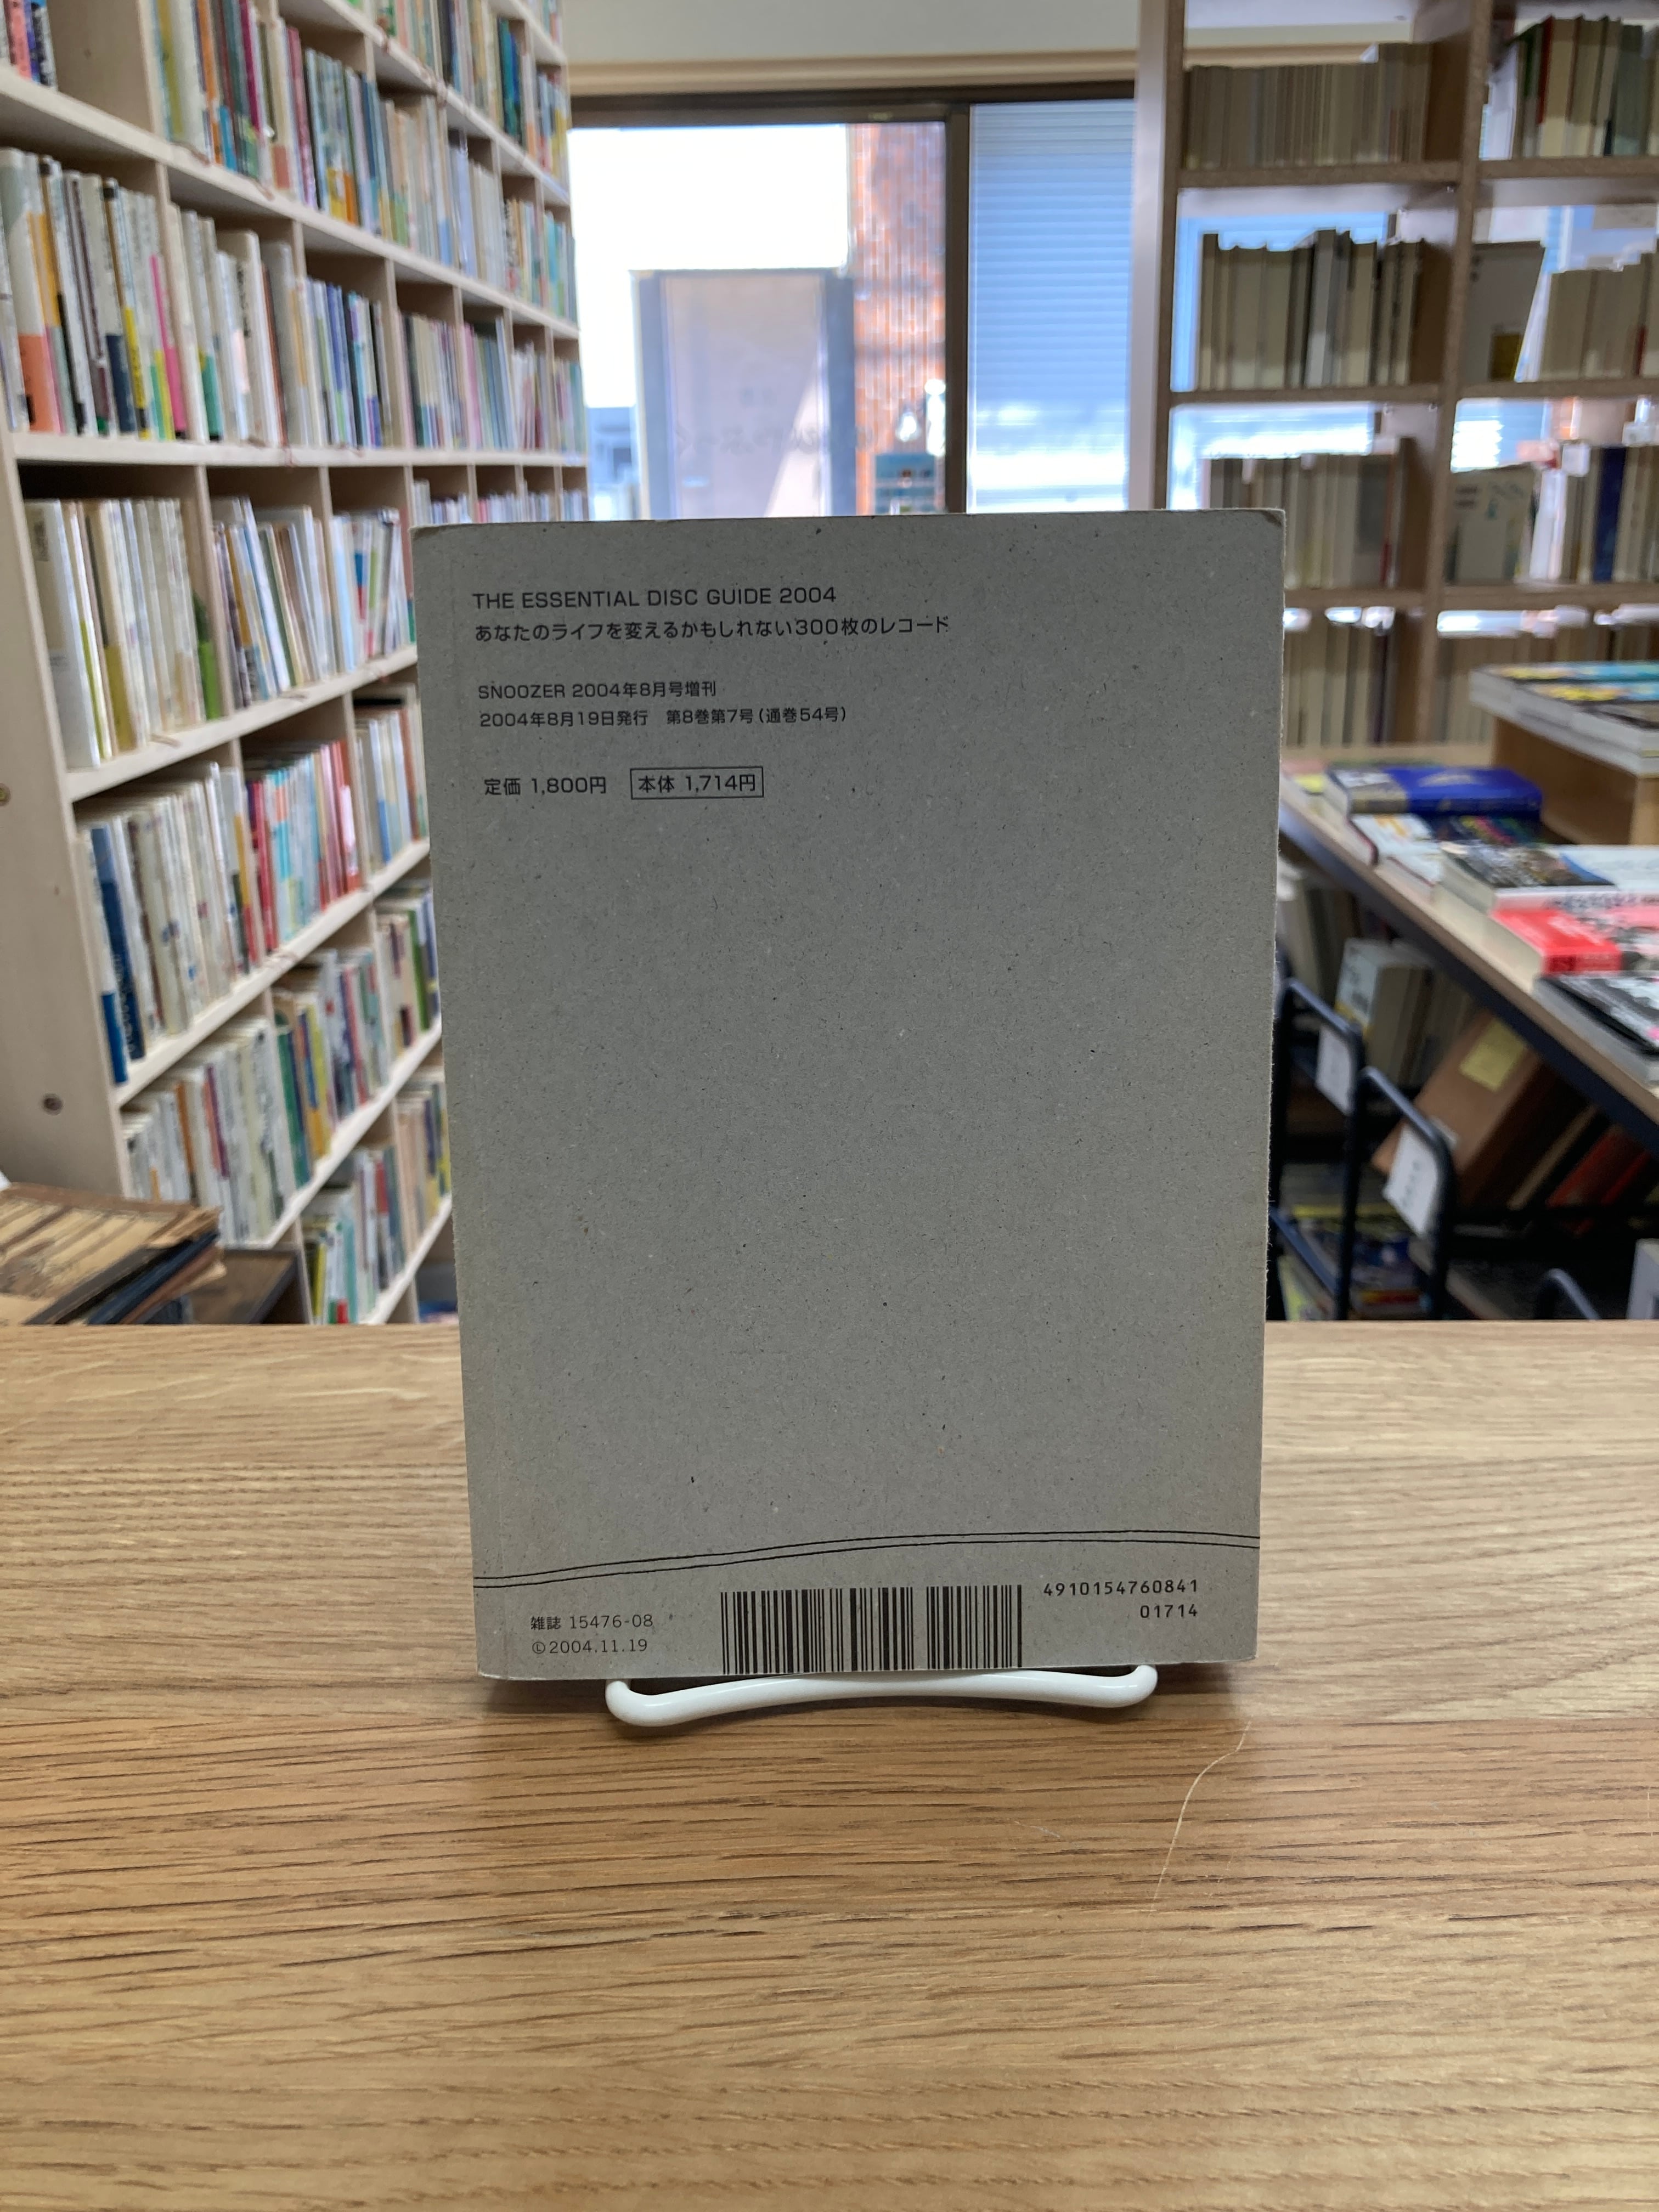 THE ESSENTIAL DISC GUIDE 2004
あなたのライフを変えるかもしれない300枚のレコード
SNOOZER 2004年8月号増刊
2004年8月19日発行　第8巻第7号（通巻54号）
定価 1,800円　本体 1,714円
雑誌 15476-08
©2004.11.19
4910154760841
01714